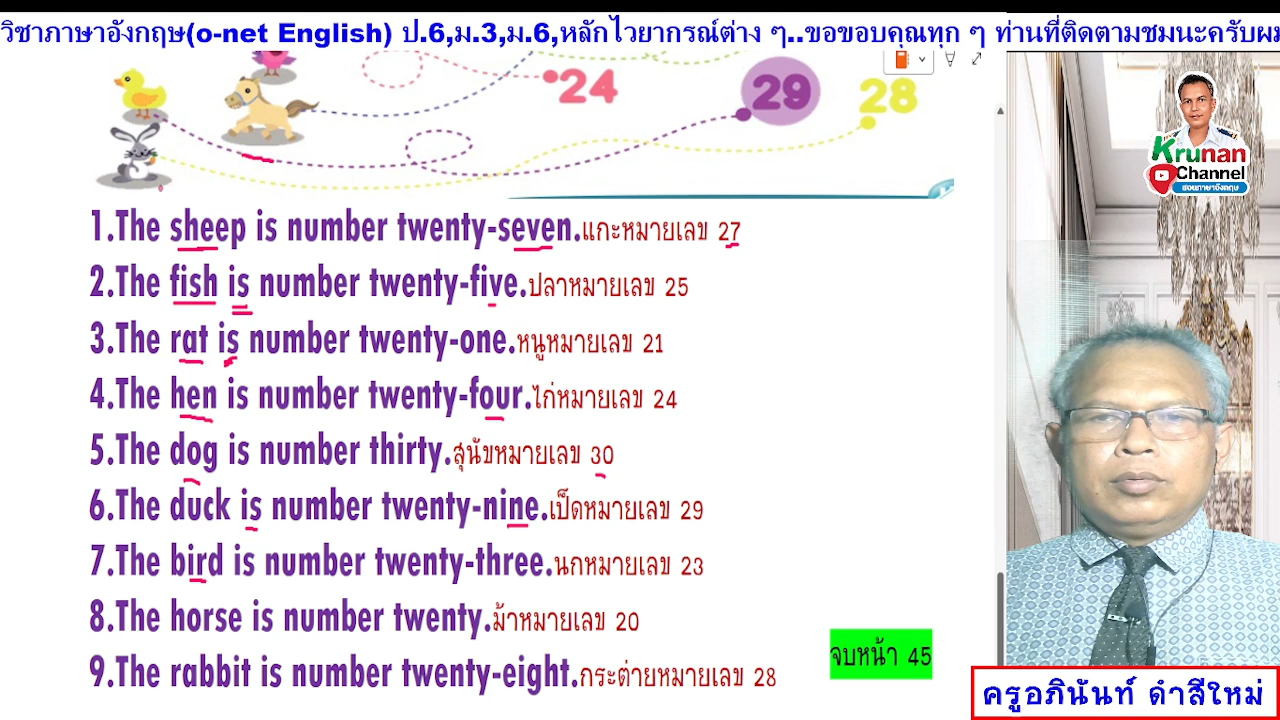 วิชาภาษาอังกฤษ(o-net English) ป.6,ม.3,ม.6,หลักไวยากรณ์ต่าง ๆ..ขอขอบคุณทุก ๆ ท่านที่ติดตามชมนะครับผม
24
29
28
Krunan
Channel
สอนภาษาอังกฤษ
1.The sheep is number twenty-seven.แกะหมายเลข 27
2.The fish is number twenty-five.ปลาหมายเลข 25
3.The rat is number twenty-one.หนูหมายเลข 21
4.The hen is number twenty-four.ไก่หมายเลข 24
5.The dog is number thirty.สุนัขหมายเลข 30
6.The duck is number twenty-nine.เป็ดหมายเลข 29
7.The bird is number twenty-three.นกหมายเลข 23
8.The horse is number twenty.ม้าหมายเลข 20
9.The rabbit is number twenty-eight.กระต่ายหมายเลข 28
จบหน้า 45
ครูอภินันท์ ดำสีใหม่